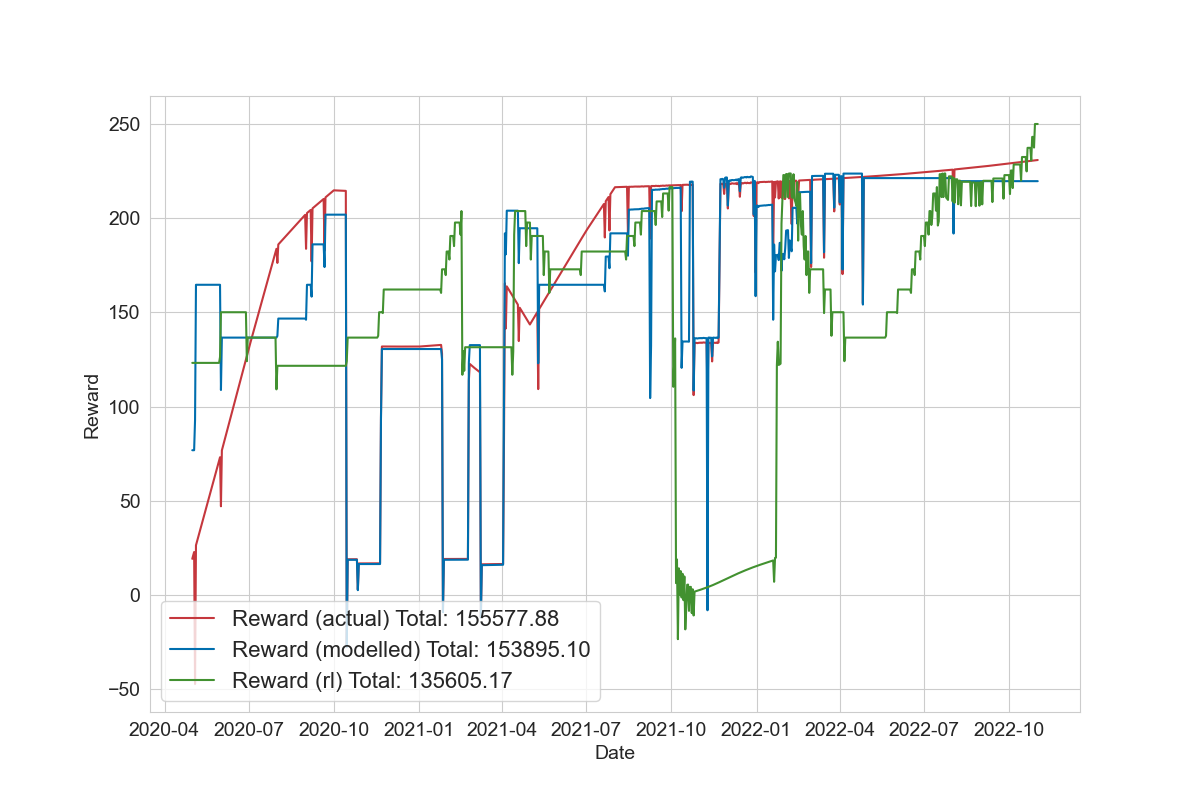 250
200
150
100
50
0
−50
Reward
Reward (actual) Total: 155577.88
Reward (modelled) Total: 153895.10
Reward (rl) Total: 135605.17
2020-04 2020-07 2020-10 2021-01 2021-04 2021-07 2021-10 2022-01 2022-04 2022-07 2022-10
Date